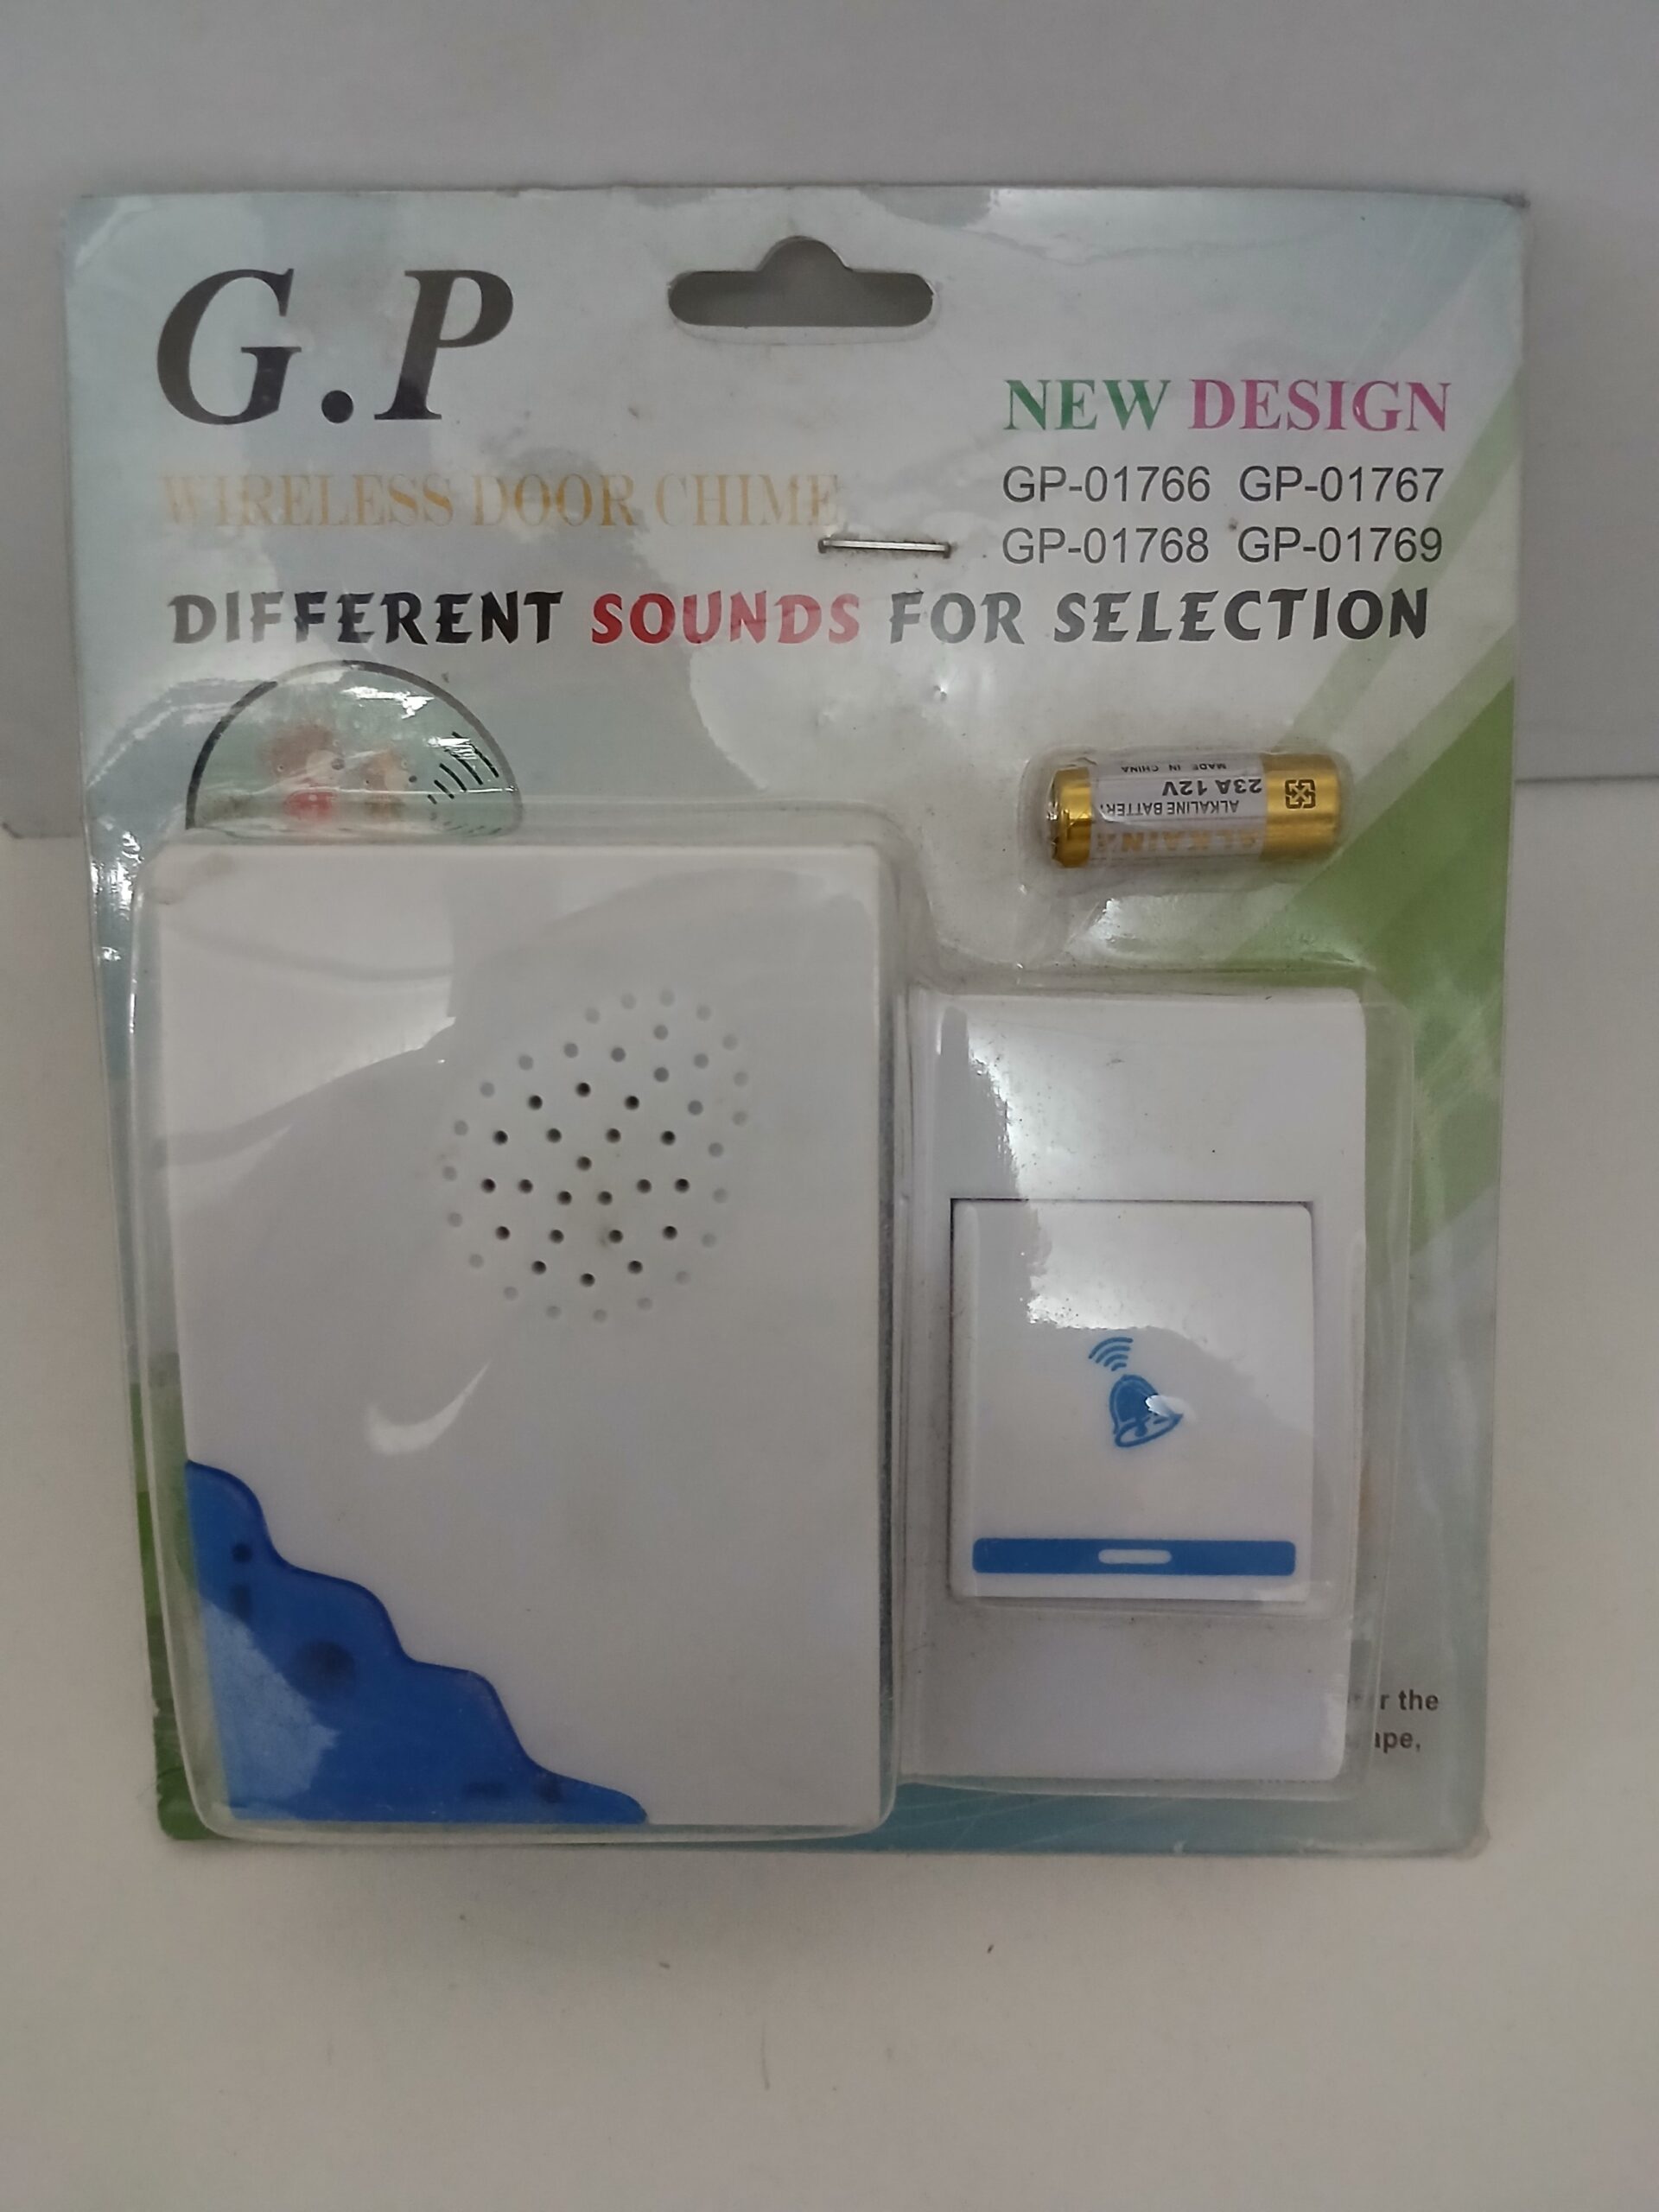 G.P
WIRELESS DOOR CHIME
NEW DESIGN
GP-01766 GP-01767
GP-01768 GP-01769
DIFFERENT SOUNDS FOR SELECTION
ALKALINE BATTERY
23A 12V
MADE IN CHINA
the